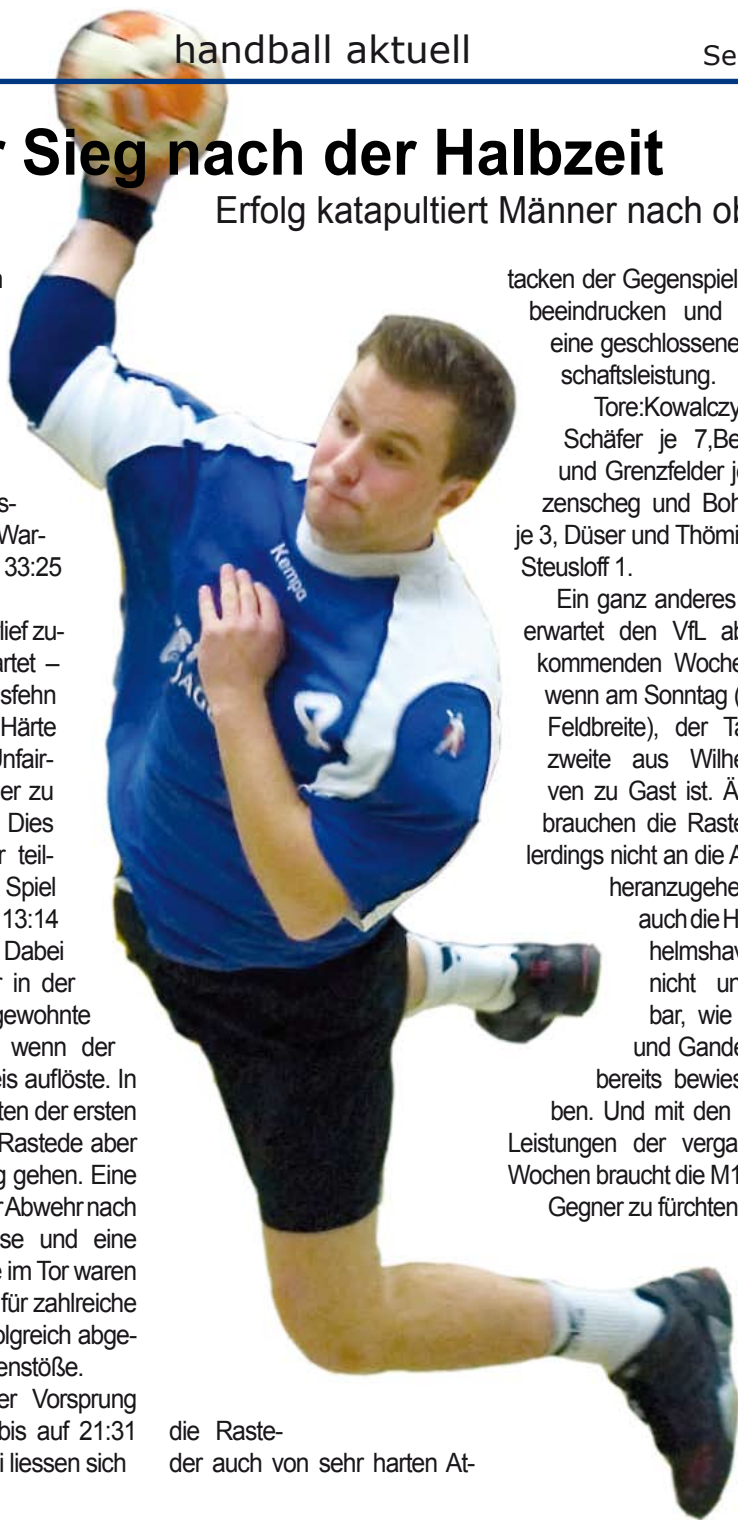 handball aktuell
Se
r Sieg nach der Halbzeit
Erfolg katapultiert Männer nach ob
s-
War-
33:25
lief zu-
artet –
sfehn
Härte
nfair-
er zu
Dies
r teil-
Spiel
13:14
Dabei
r in der
gewohnte
wenn der
eis auflöste. In
ten der ersten
Rastede aber
g gehen. Eine
r Abwehr nach
se und eine
e im Tor waren
für zahlreiche
olgreich abge-
enstöße.
er Vorsprung
bis auf 21:31
i liessen sich
die Raste-
der auch von sehr harten At-
tacken der Gegenspiel
beeindrucken und
eine geschlossene
schaftsleistung.
Tore:Kowalczy
Schäfer je 7,Be
und Grenzfelder je
zenscheg und Boh
je 3, Düser und Thömi
Steusloff 1.
Ein ganz anderes
erwartet den VfL ab
kommenden Woche
wenn am Sonntag (
Feldbreite), der Ta
zweite aus Wilhe
ven zu Gast ist. Ä
brauchen die Raste
lerdings nicht an die A
heranzugehe
auch die H
helmshav
nicht un
bar, wie
und Gande
bereits bewies
ben. Und mit den
Leistungen der verga
Wochen braucht die M1
Gegner zu fürchten
Kempa